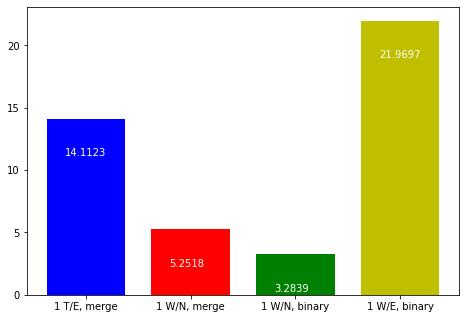 20
15
10
5
0
21.9697
14.1123
5.2518
3.2839
1 T/E, merge
1 W/N, merge
1 W/N, binary
1 W/E, binary